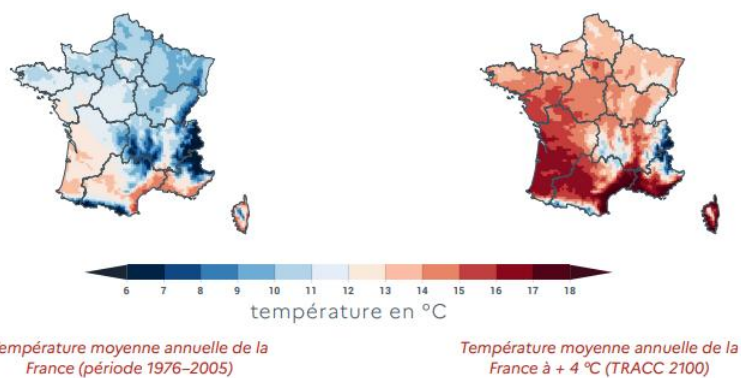 6 7 8 9 10 11 12 13 14 15 16 17 18
température en °C
empérature moyenne annuelle de la
France (période 1976–2005)
Température moyenne annuelle de la
France à + 4 °C (TRACC 2100)